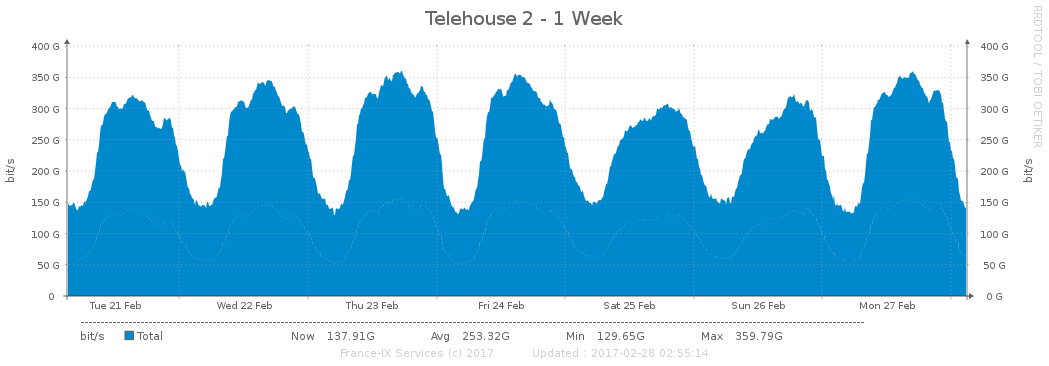 Telehouse 2 - 1 Week
RRDTOOL / TOBI OETIKER
400 G 400 G
350 G 350 G
300 G 300 G
250 G 250 G
200 G 200 G
150 G 150 G
100 G 100 G
50 G 50 G
0 0 G
bit/s bit/s
Tue 21 Feb Wed 22 Feb Thu 23 Feb Fri 24 Feb Sat 25 Feb Sun 26 Feb Mon 27 Feb
bit/s Total Now 137.91G Avg 253.32G Min 129.65G Max 359.79G
France-IX Services (c) 2017 Updated : 2017-02-28 02:55:14